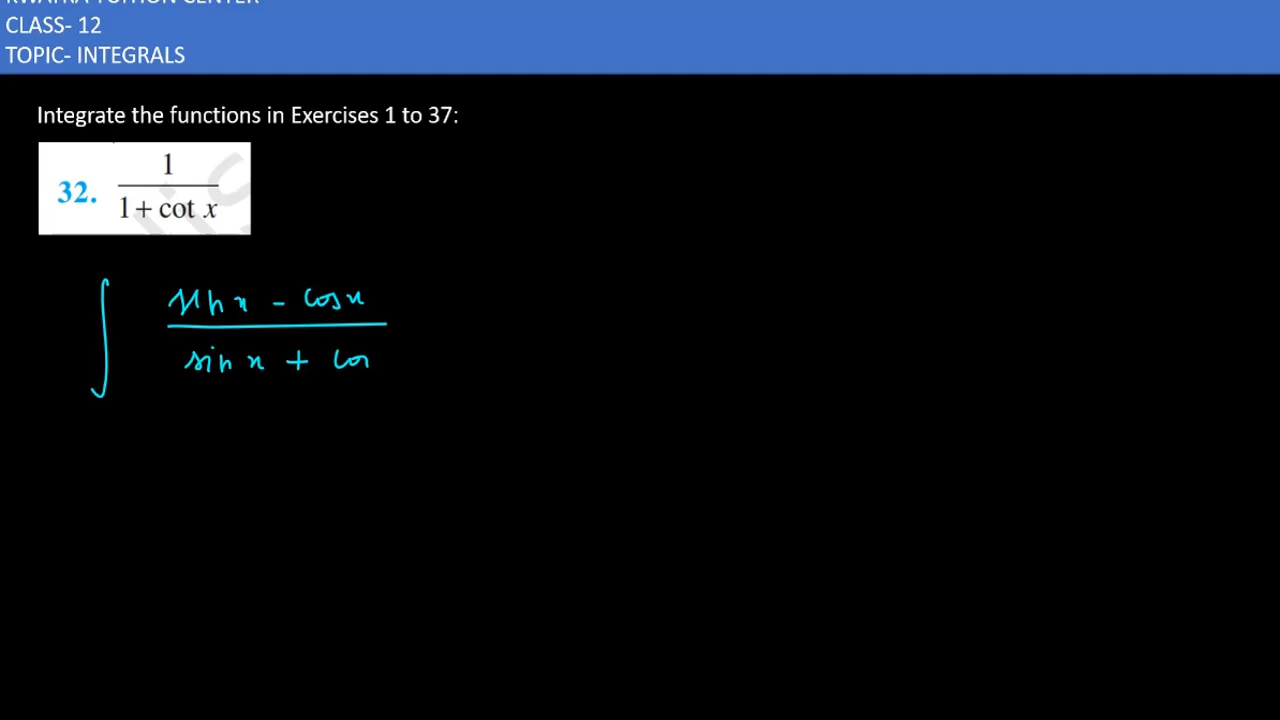 CLASS- 12
TOPIC- INTEGRALS
Integrate the functions in Exercises 1 to 37:
32. 1
1 + cot x
∫ sin x - cos x
sin x + cos